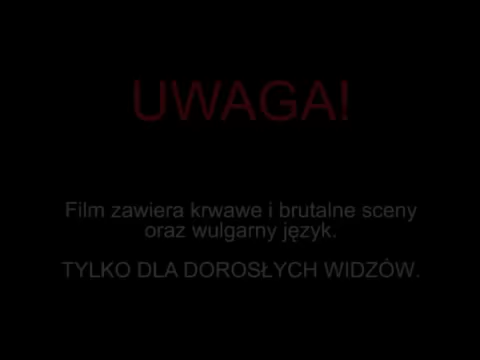 UWAGA!
Film zawiera krwawe i brutalne sceny
oraz wulgarny język.
TYLKO DLA DOROSŁYCH WIDZÓW.